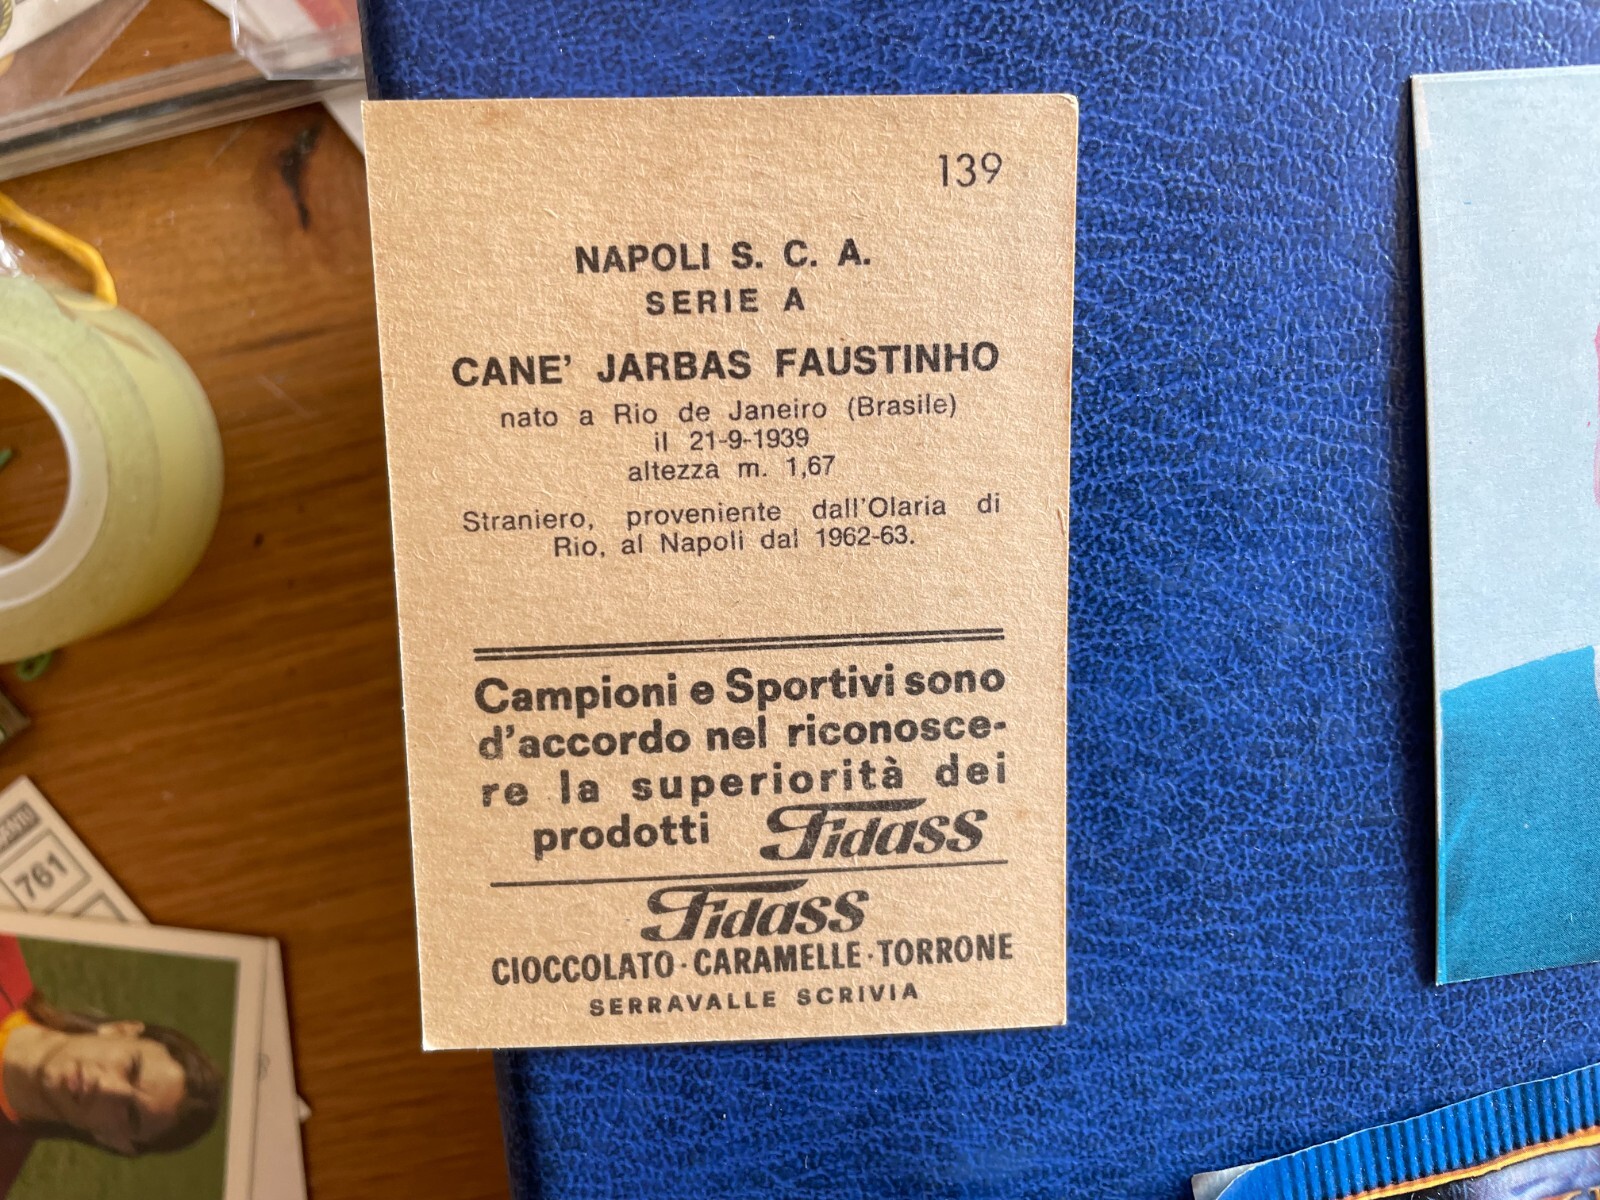 139
NAPOLI S. C. A.
SERIE A
CANE' JARBAS FAUSTINHO
nato a Rio de Janeiro (Brasile)
il 21-9-1939
altezza m. 1,67
Straniero, proveniente dall'Olaria di
Rio, al Napoli dal 1962-63.
Campioni e Sportivi sono
d'accordo nel riconosce-
re la superiorità dei
prodotti Fidass
Fidass
CIOCCOLATO · CARAMELLE · TORRONE
SERRAVALLE SCRIVIA
761